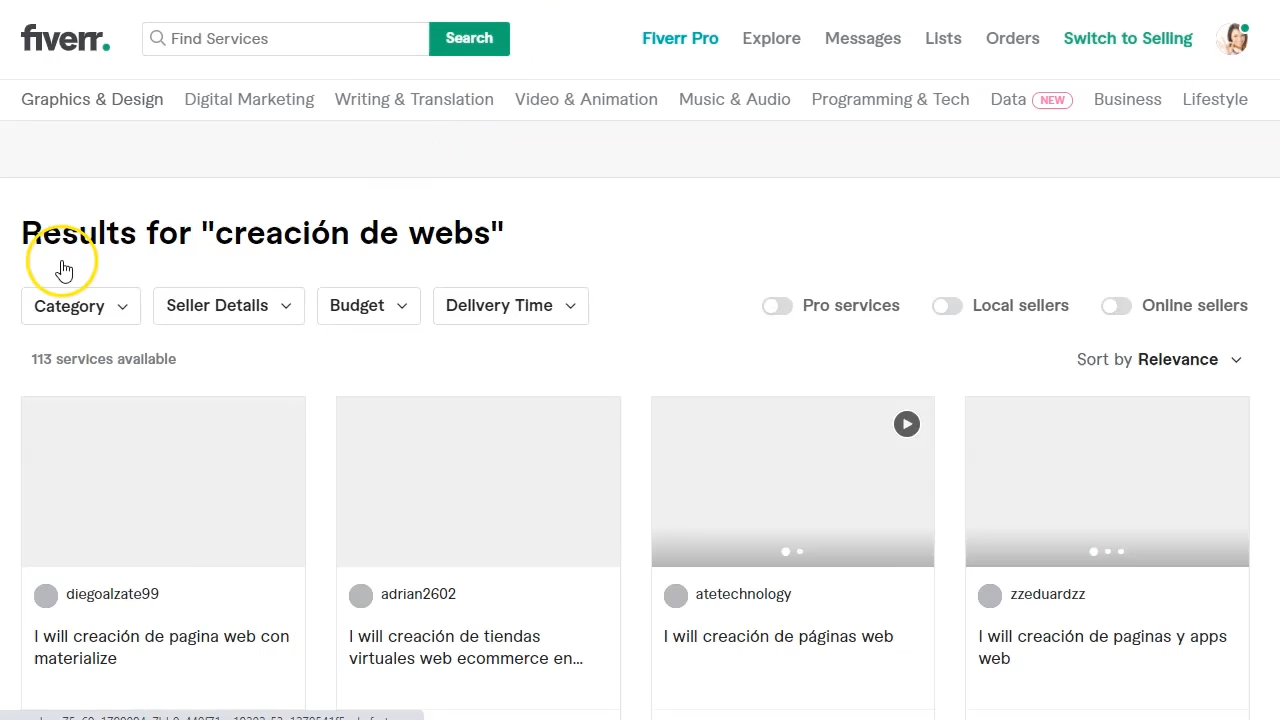 fiverr.
Find Services
Search
Fiverr Pro
Explore
Messages
Lists
Orders
Switch to Selling
Graphics & Design
Digital Marketing
Writing & Translation
Video & Animation
Music & Audio
Programming & Tech
Data NEW
Business
Lifestyle
Results for "creación de webs"
Category
Seller Details
Budget
Delivery Time
Pro services
Local sellers
Online sellers
113 services available
Sort by Relevance
diegoalzate99
I will creación de pagina web con
materialize
adrian2602
I will creación de tiendas
virtuales web ecommerce en...
atetechnology
I will creación de páginas web
zzeduardzz
I will creación de paginas y apps
web